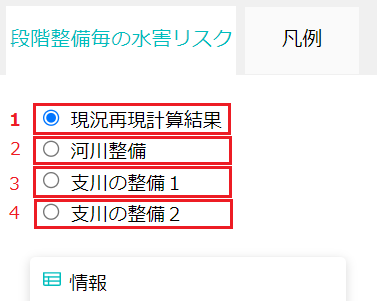 段階整備毎の水害リスク 凡例
1 現況再現計算結果
2 河川整備
3 支川の整備１
4 支川の整備２
情報